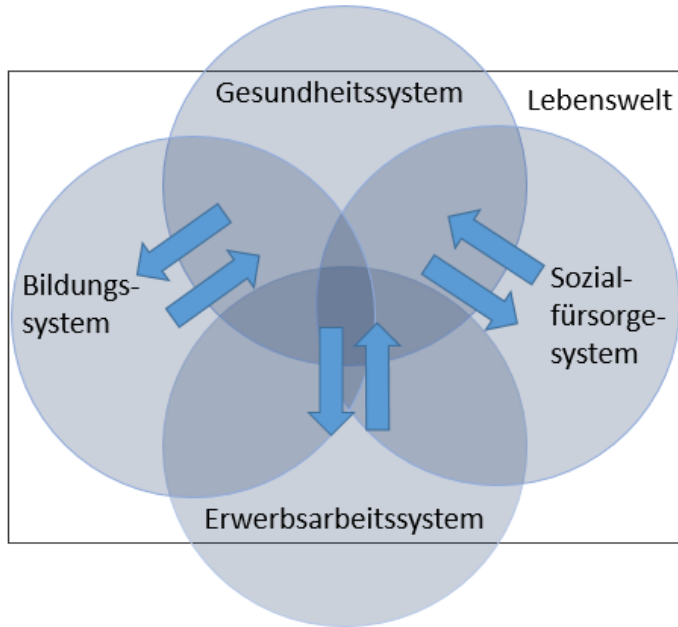 Gesundheitssystem
Lebenswelt
Bildungs-
system
Sozial-
fürsorge-
system
Erwerbsarbeitssystem